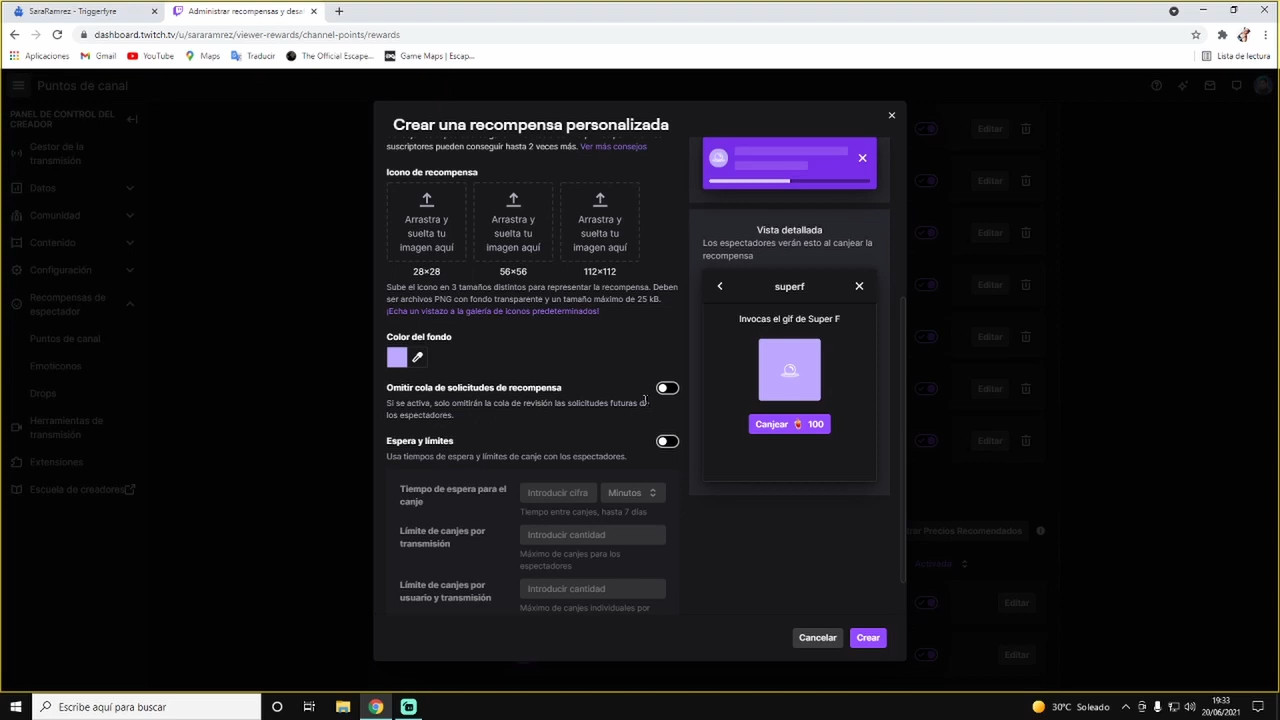 SaraRamrez - Triggerfyre
Administrar recompensas y desa
dashboard.twitch.tv/u/sararamrez/viewer-rewards/channel-points/rewards
Aplicaciones
Gmail
YouTube
Maps
Traducir
The Official Escape...
Game Maps | Escap...
Lista de lectura
Puntos de canal
PANEL DE CONTROL DEL
CREADOR
Gestor de la
transmisión
Datos
Comunidad
Contenido
Configuración
Recompensas de
espectador
Puntos de canal
Emoticonos
Drops
Herramientas de
transmisión
Extensiones
Escuela de creadores
Crear una recompensa personalizada
suscriptores pueden conseguir hasta 2 veces más. Ver más consejos
Icono de recompensa
Arrastra y
suelta tu
imagen aquí
Arrastra y
suelta tu
imagen aquí
Arrastra y
suelta tu
imagen aquí
28×28
56×56
112×112
Sube el icono en 3 tamaños distintos para representar la recompensa. Deben
ser archivos PNG con fondo transparente y un tamaño máximo de 25 kB.
¡Echa un vistazo a la galería de iconos predeterminados!
Color del fondo
Omitir cola de solicitudes de recompensa
Si se activa, solo omitirán la cola de revisión las solicitudes futuras de
los espectadores.
Espera y límites
Usa tiempos de espera y límites de canje con los espectadores.
Tiempo de espera para el
canje
Introducir cifra
Minutos
Tiempo entre canjes, hasta 7 días
Límite de canjes por
transmisión
Introducir cantidad
Máximo de canjes para los
espectadores
Límite de canjes por
usuario y transmisión
Introducir cantidad
Máximo de canjes individuales por
Vista detallada
Los espectadores verán esto al canjear la
recompensa
superf
Invocas el gif de Super F
Canjear 100
Cancelar
Crear
Editar
Editar
Editar
Editar
Editar
Editar
Editar
trar Precios Recomendados
Activada
Editar
Editar
Escribe aquí para buscar
30°C Soleado
19:33
20/06/2021